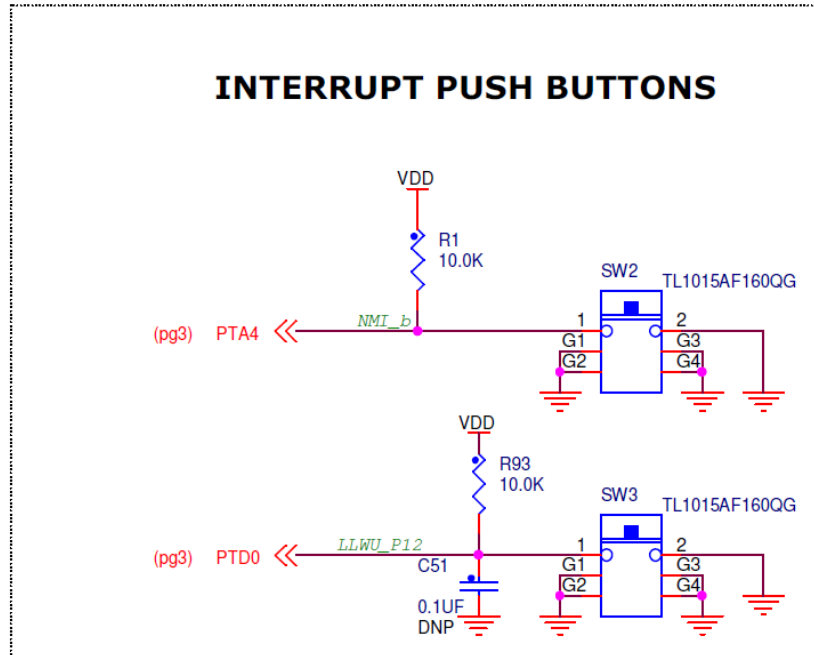 INTERRUPT PUSH BUTTONS
VDD
R1
10.0K
SW2
TL1015AF160QG
(pg3) PTA4
NMI_b
1
2
G1
G3
G2
G4
VDD
R93
10.0K
SW3
TL1015AF160QG
(pg3) PTD0
LLWU_P12
1
2
C51
G1
G3
G2
G4
0.1UF
DNP